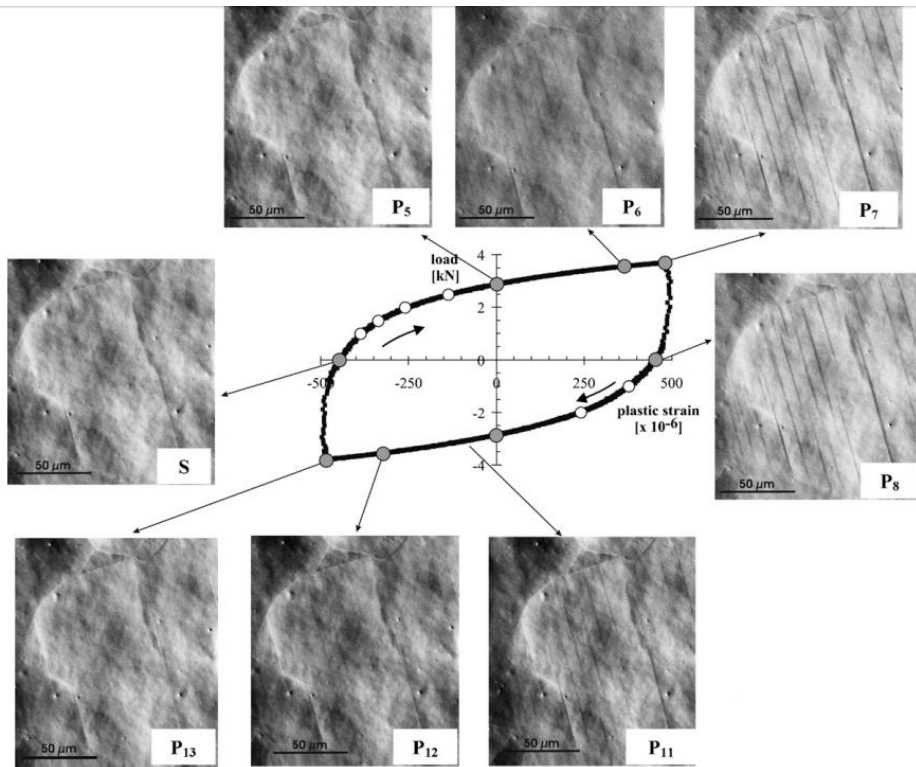 50 µm
P5
50 µm
P6
50 µm
P7
load
[kN]
4
2
0
-2
-4
-500
-250
0
250
500
plastic strain
[x 10-6]
50 µm
S
50 µm
P8
50 µm
P13
50 µm
P12
50 µm
P11